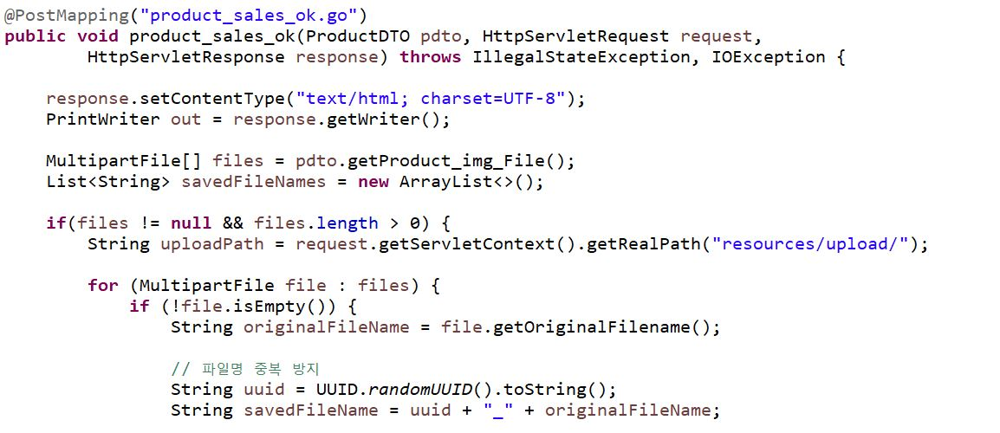 @PostMapping("product_sales_ok.go")
public void product_sales_ok(ProductDTO pdto, HttpServletRequest request,
        HttpServletResponse response) throws IllegalStateException, IOException {

    response.setContentType("text/html; charset=UTF-8");
    PrintWriter out = response.getWriter();

    MultipartFile[] files = pdto.getProduct_img_File();
    List<String> savedFileNames = new ArrayList<>();

    if(files != null && files.length > 0) {
        String uploadPath = request.getServletContext().getRealPath("resources/upload/");

        for (MultipartFile file : files) {
            if (!file.isEmpty()) {
                String originalFileName = file.getOriginalFilename();

                // 파일명 중복 방지
                String uuid = UUID.randomUUID().toString();
                String savedFileName = uuid + "_" + originalFileName;